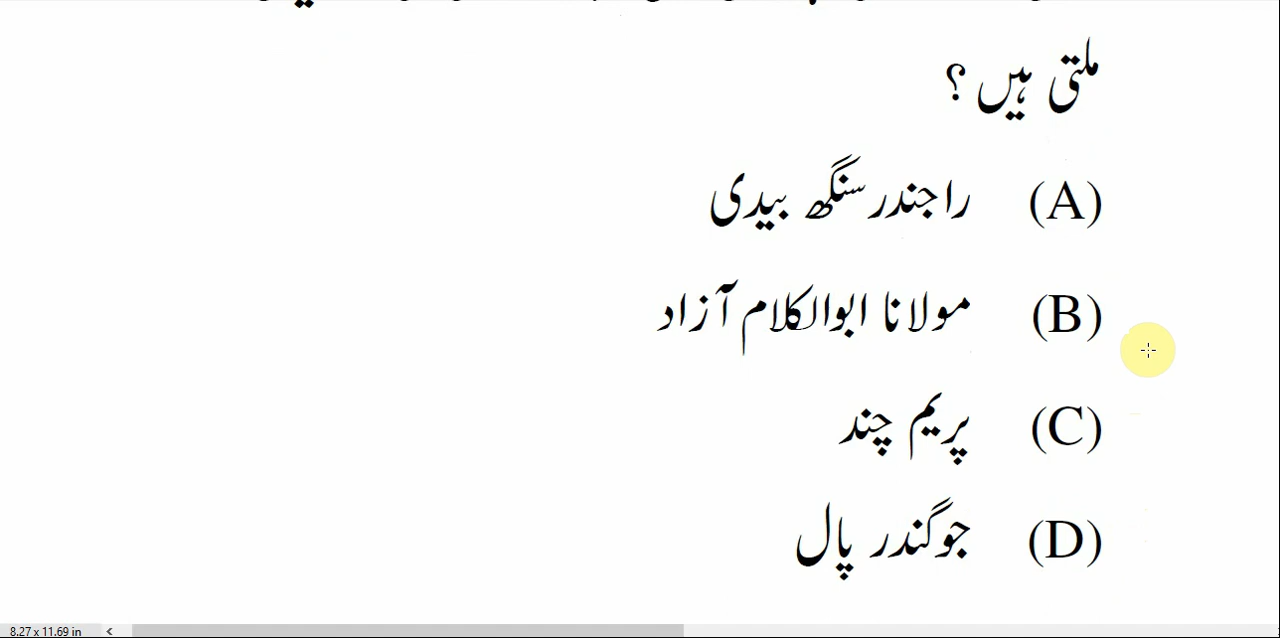 ملتی ہیں ؟
(A) راجندر سنگھ بیدی
(B) مولانا ابوالکلام آزاد
(C) پریم چند
(D) جوگندر پال
8.27 x 11.69 in